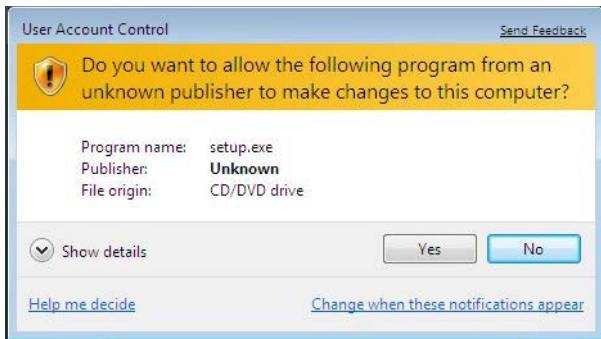 User Account Control
Send Feedback
Do you want to allow the following program from an
unknown publisher to make changes to this computer?
Program name: setup.exe
Publisher: Unknown
File origin: CD/DVD drive
Show details
Yes
No
Help me decide
Change when these notifications appear